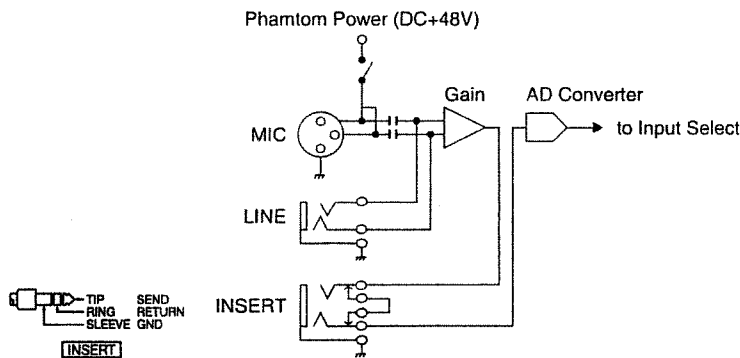 Phamtom Power (DC+48V)
Gain
AD Converter
MIC
to Input Select
LINE
INSERT
TIP SEND
RING RETURN
SLEEVE GND
INSERT